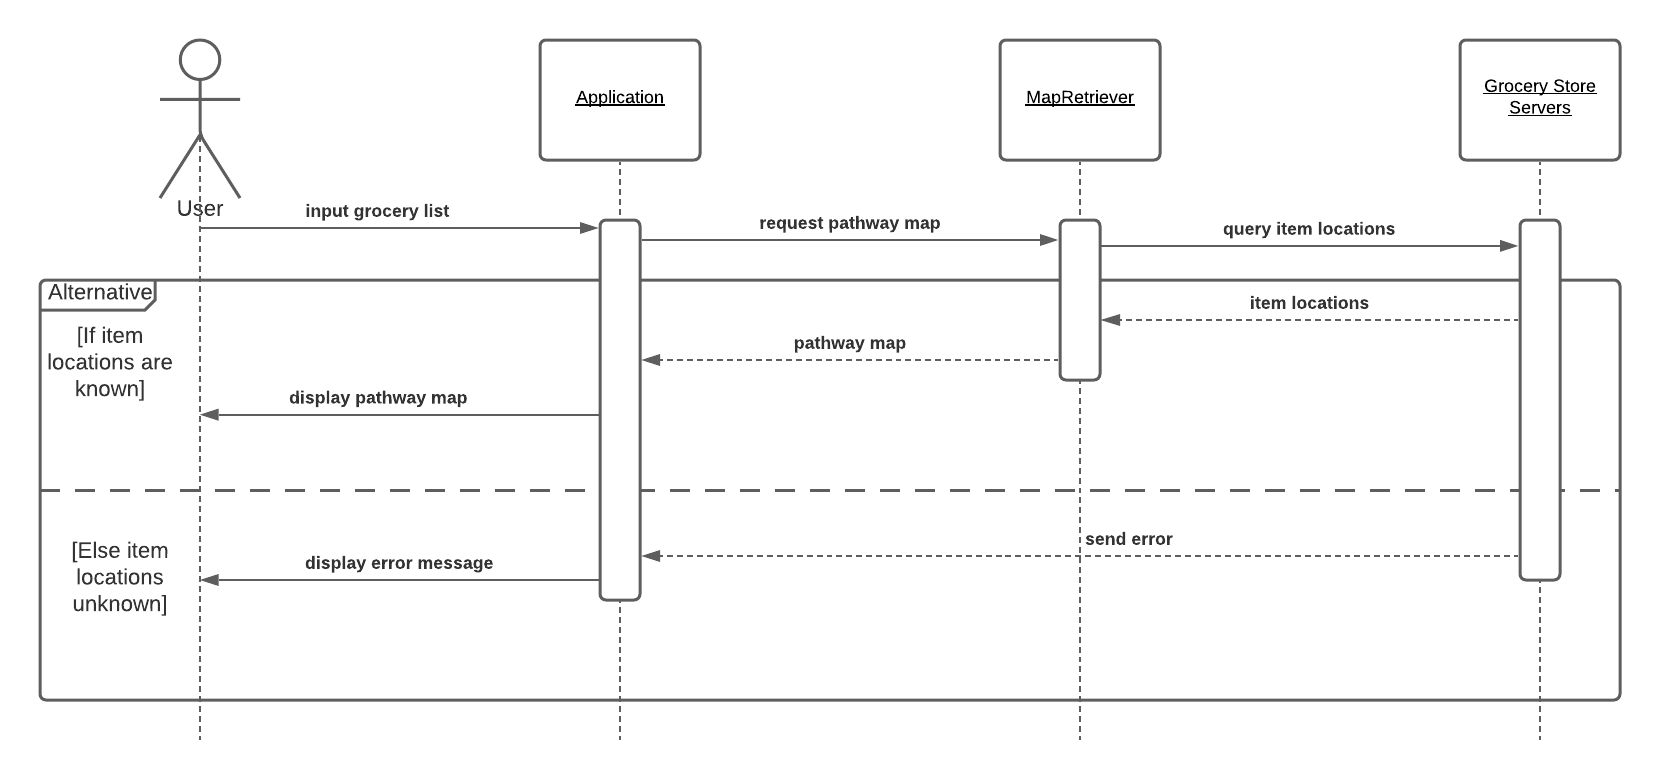 Application
MapRetriever
Grocery Store
Servers
User
input grocery list
request pathway map
query item locations
Alternative
item locations
[If item
locations are
known]
pathway map
display pathway map
send error
[Else item
locations
unknown]
display error message